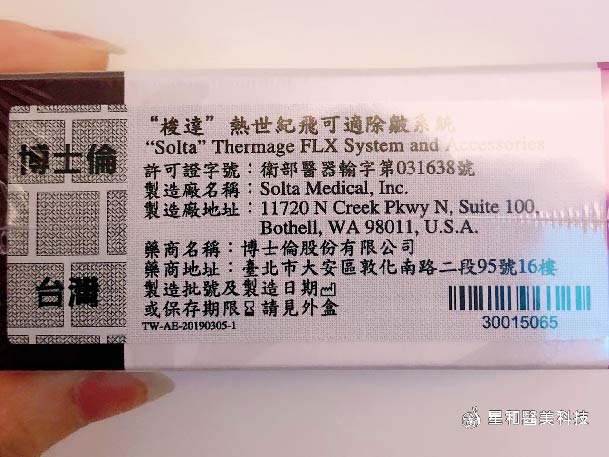 博士倫
台灣
“梭達”熱世紀飛可適除皺系統
“Solta” Thermage FLX System and Accessories
許可證字號：衛部醫器輸字第031638號
製造廠名稱：Solta Medical, Inc.
製造廠地址：11720 N Creek Pkwy N, Suite 100,
Bothell, WA 98011, U.S.A.
藥商名稱：博士倫股份有限公司
藥商地址：臺北市大安區敦化南路二段95號16樓
製造批號及製造日期
或保存期限 請見外盒
TW-AE-20190305-1
30015065
星和醫美科技